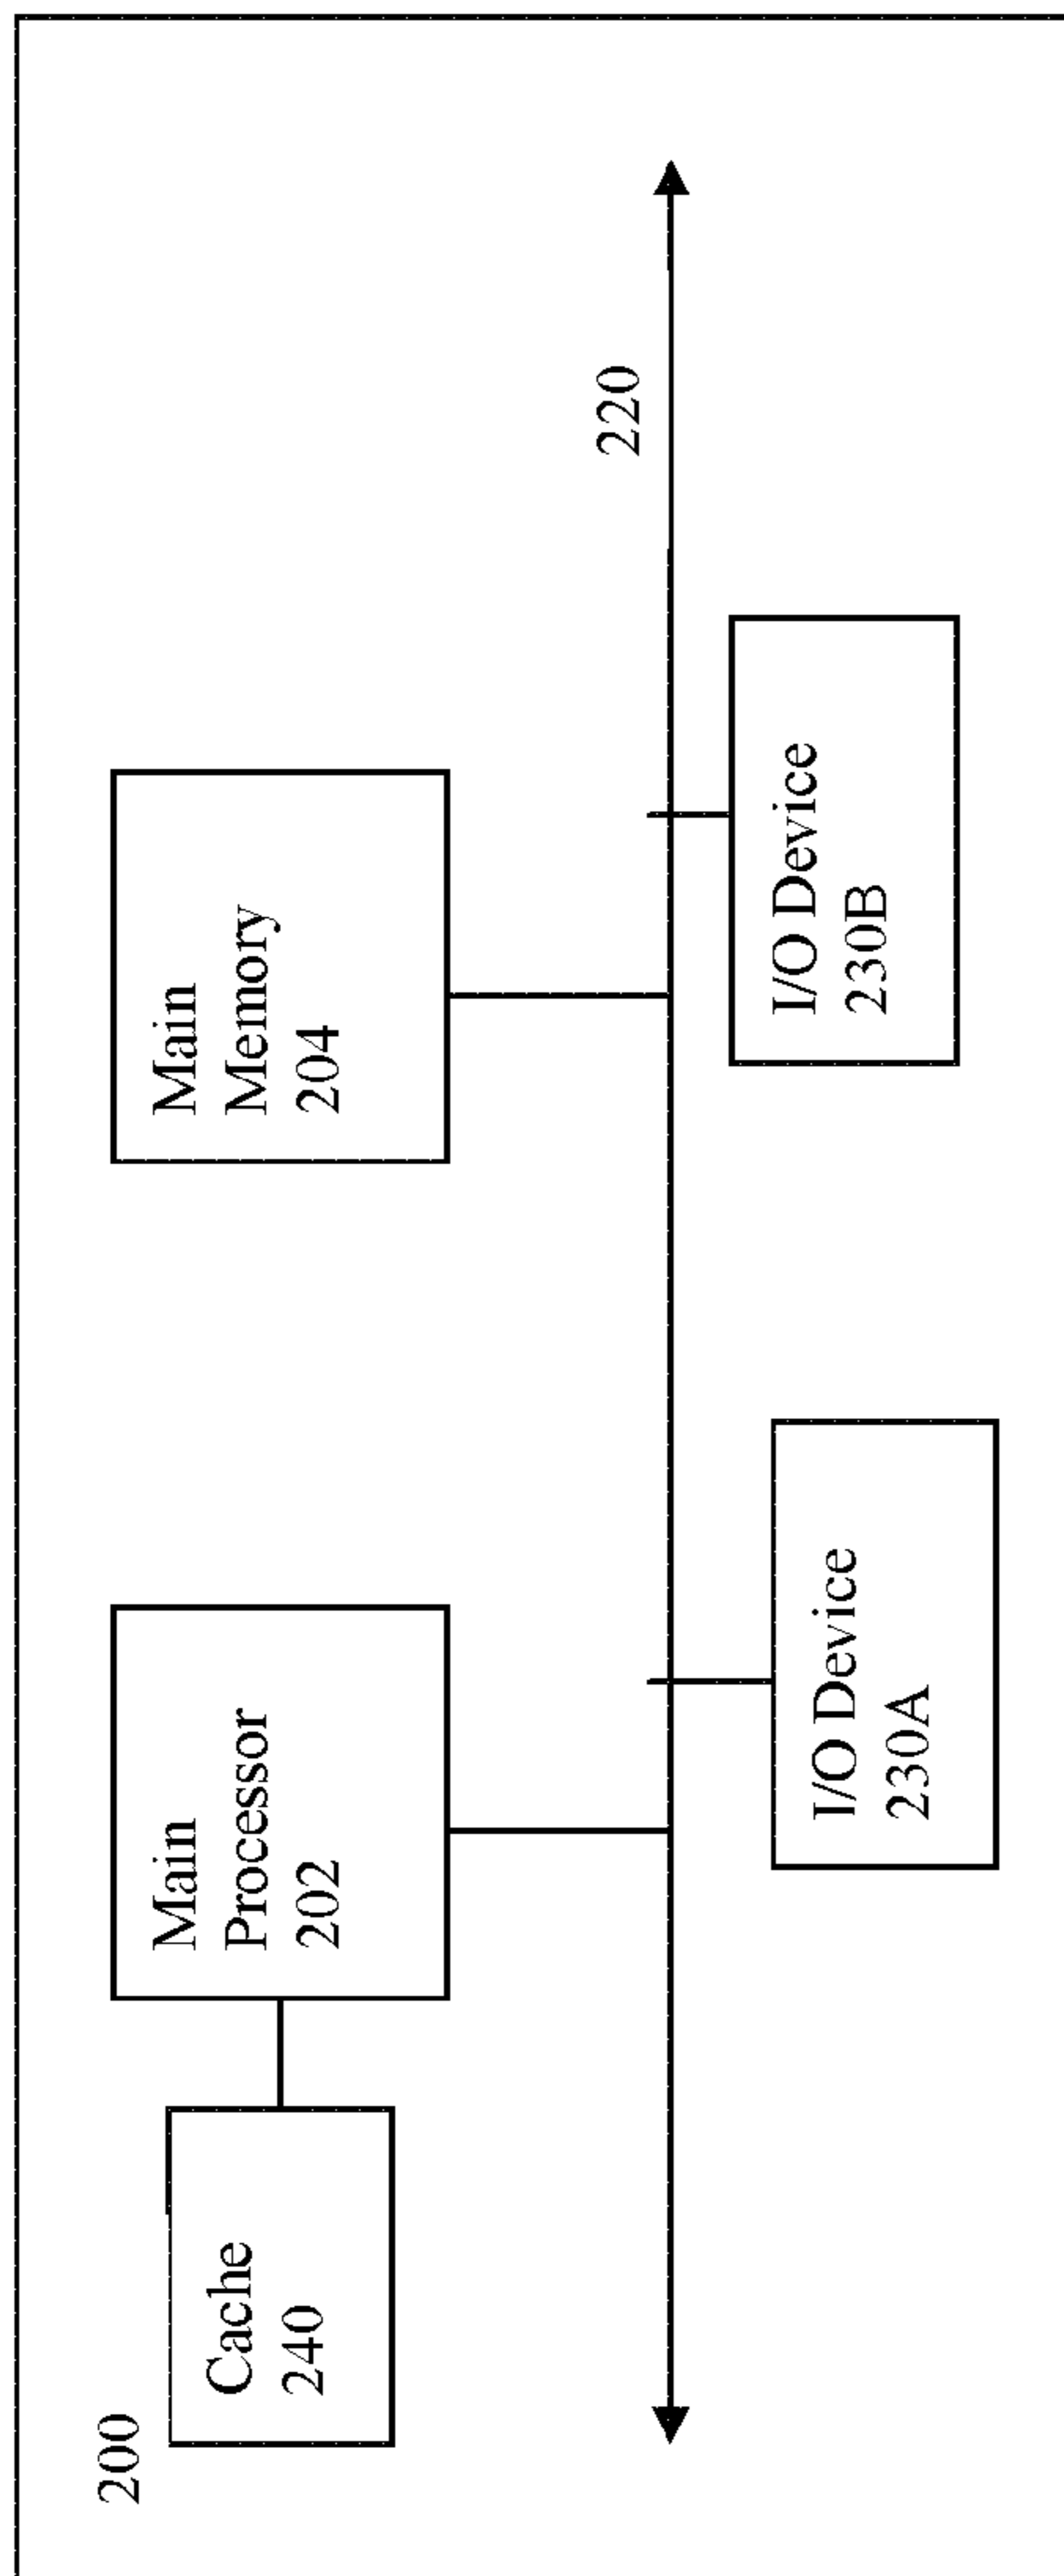 200
Cache
240
Main
Processor
202
Main
Memory
204
220
I/O Device
230A
I/O Device
230B